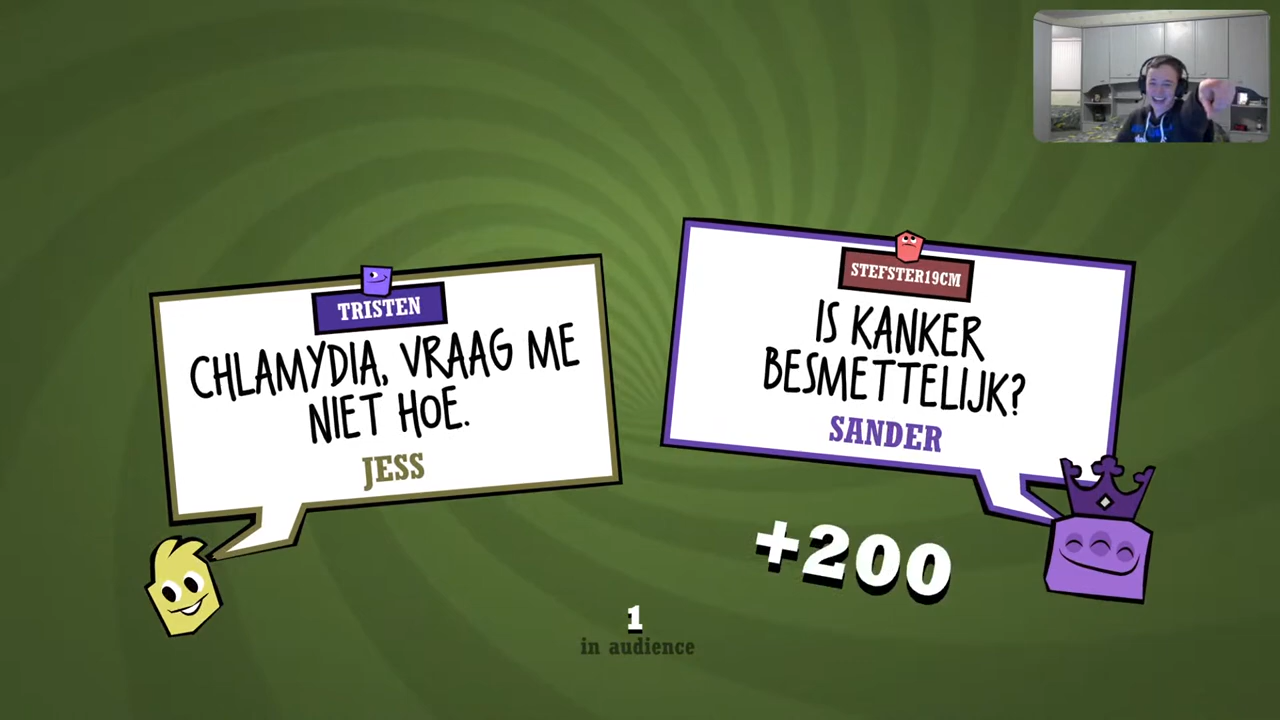 TRISTEN
CHLAMYDIA, VRAAG ME
NIET HOE.
JESS
STEFSTER19CM
IS KANKER
BESMETTELIJK?
SANDER
+200
1
in audience